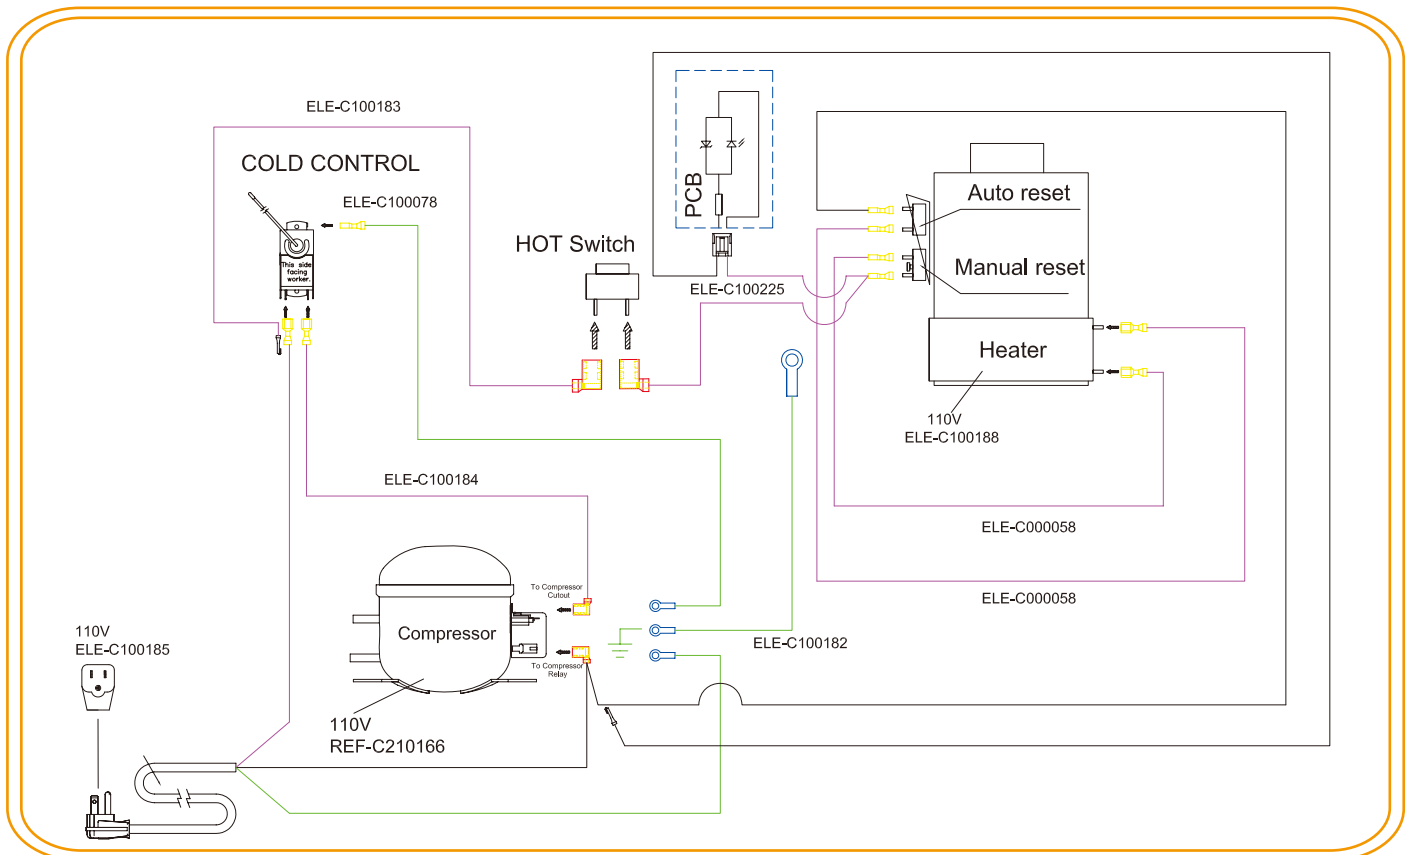 ELE-C100183
COLD CONTROL
ELE-C100078
This side
facing
worker.
HOT Switch
PCB
ELE-C100225
Auto reset
Manual reset
Heater
110V
ELE-C100188
ELE-C100184
ELE-C000058
ELE-C000058
To Compressor
Cutout
Compressor
To Compressor
Relay
ELE-C100182
110V
ELE-C100185
110V
REF-C210166